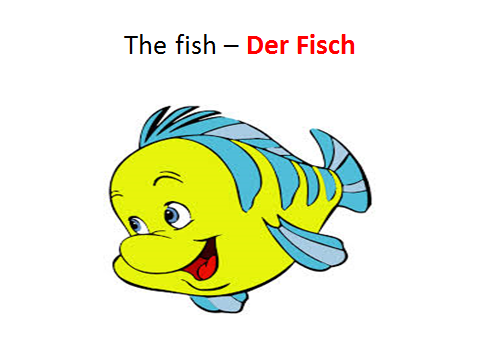 The fish – Der Fisch